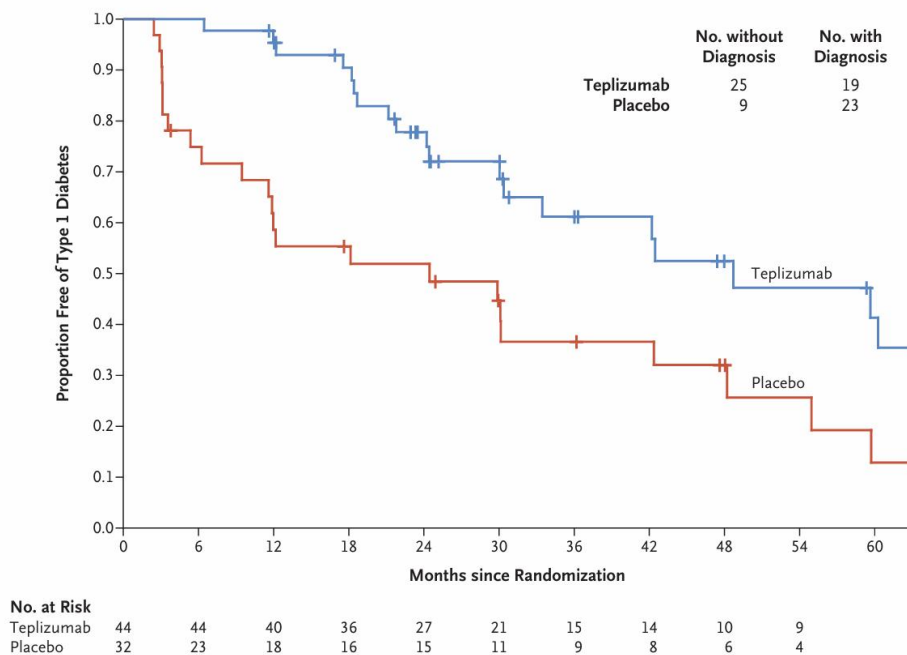 No. without Diagnosis No. with Diagnosis
Teplizumab 25 19
Placebo 9 23
Proportion Free of Type 1 Diabetes
1.0
0.9
0.8
0.7
0.6
0.5
0.4
0.3
0.2
0.1
0.0
Teplizumab
Placebo
0 6 12 18 24 30 36 42 48 54 60
Months since Randomization
No. at Risk
Teplizumab 44 44 40 36 27 21 15 14 10 9
Placebo 32 23 18 16 15 11 9 8 6 4